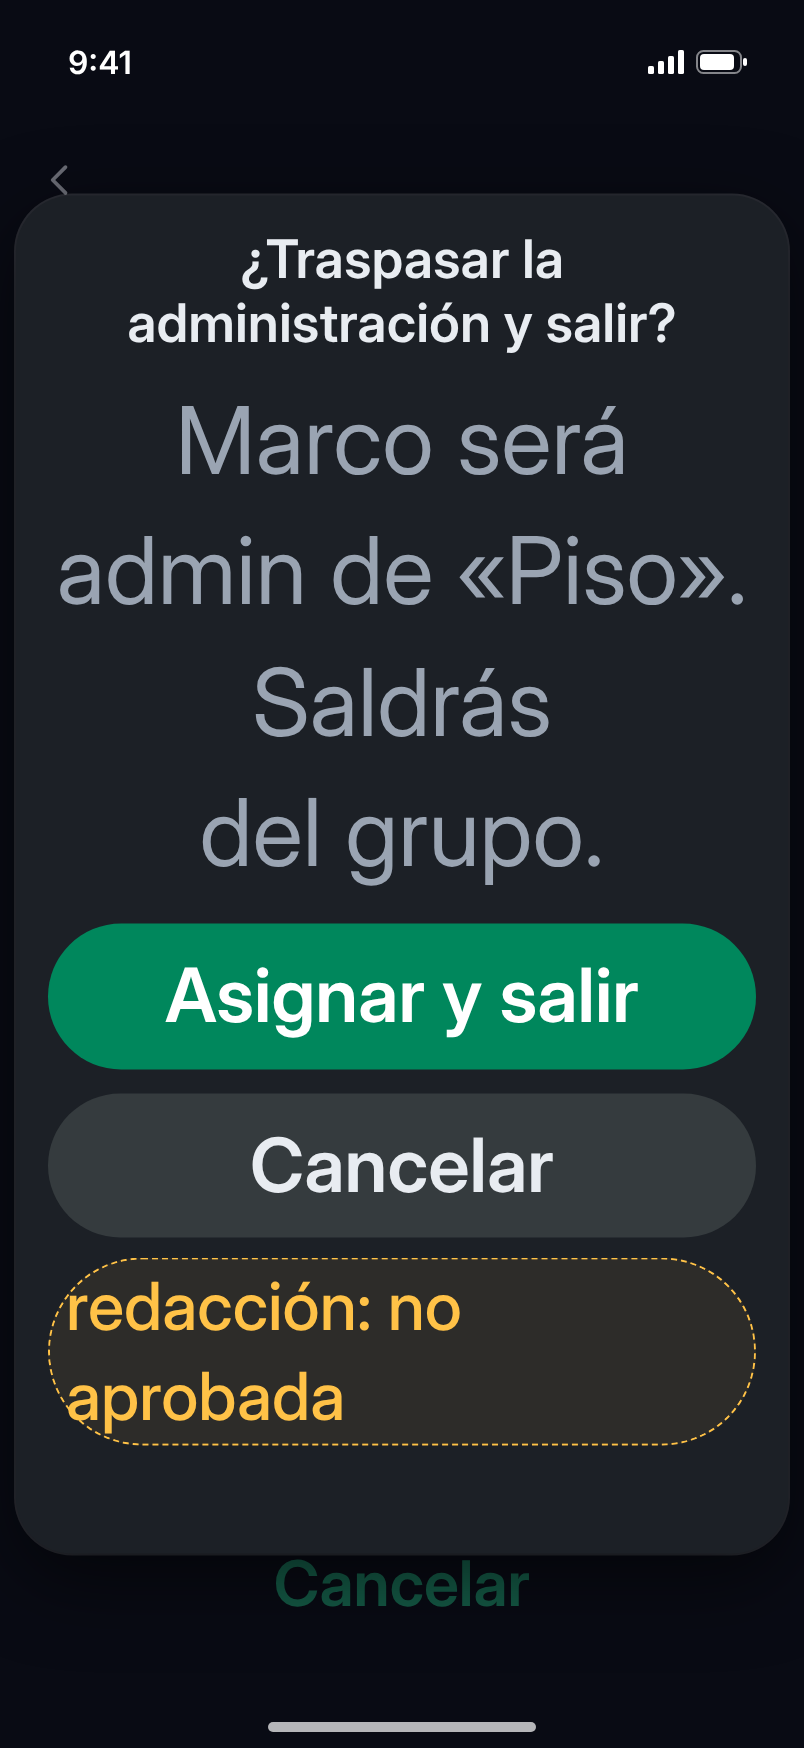 9:41
¿Traspasar la
administración y salir?
Marco será
admin de «Piso».
Saldrás
del grupo.
Asignar y salir
Cancelar
redacción: no
aprobada
Cancelar